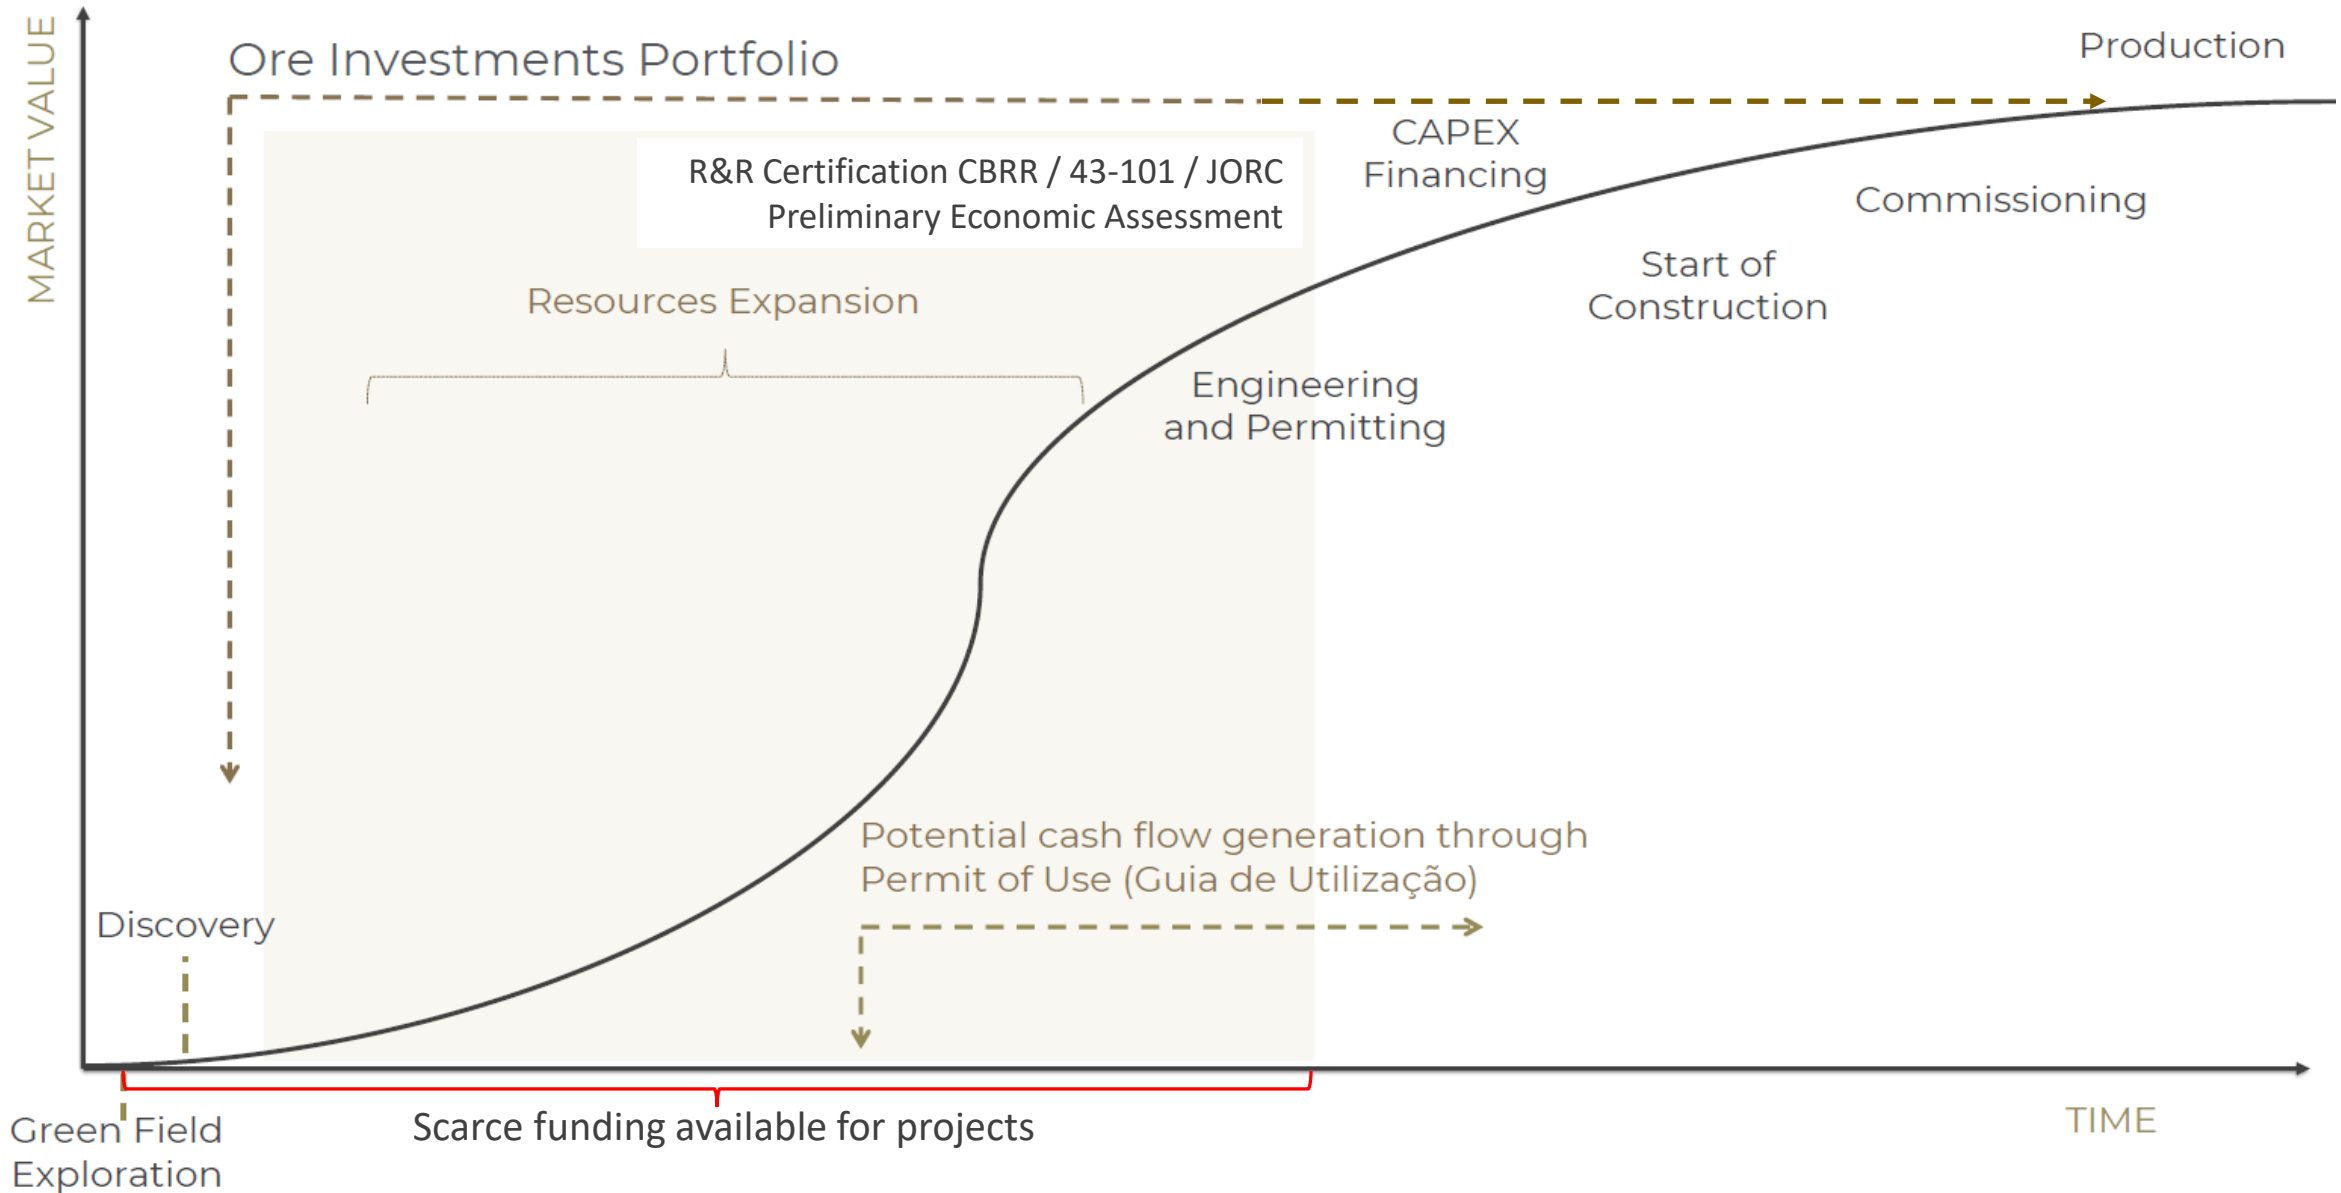 MARKET VALUE
Ore Investments Portfolio
Production
R&R Certification CBRR / 43-101 / JORC
Preliminary Economic Assessment
CAPEX
Financing
Commissioning
Start of
Construction
Resources Expansion
Engineering
and Permitting
Potential cash flow generation through
Permit of Use (Guia de Utilização)
Discovery
Green Field
Exploration
Scarce funding available for projects
TIME